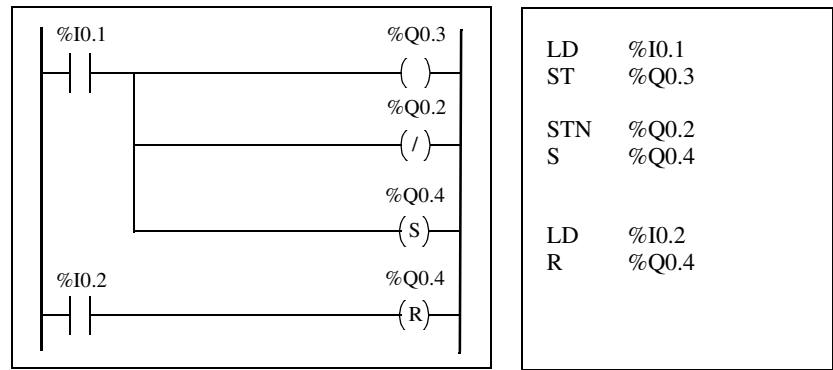 %I0.1 %Q0.3
( )
%Q0.2
( / )
%Q0.4
( S )
%I0.2 %Q0.4
( R )
LD %I0.1
ST %Q0.3
STN %Q0.2
S %Q0.4
LD %I0.2
R %Q0.4